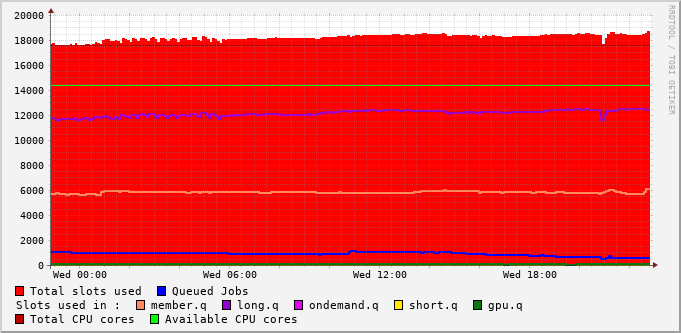 20000
18000
16000
14000
12000
10000
8000
6000
4000
2000
0
Wed 00:00 Wed 06:00 Wed 12:00 Wed 18:00
RRDTOOL / TOBI OETIKER
Total slots used Queued Jobs
Slots used in : member.q long.q ondemand.q short.q gpu.q
Total CPU cores Available CPU cores